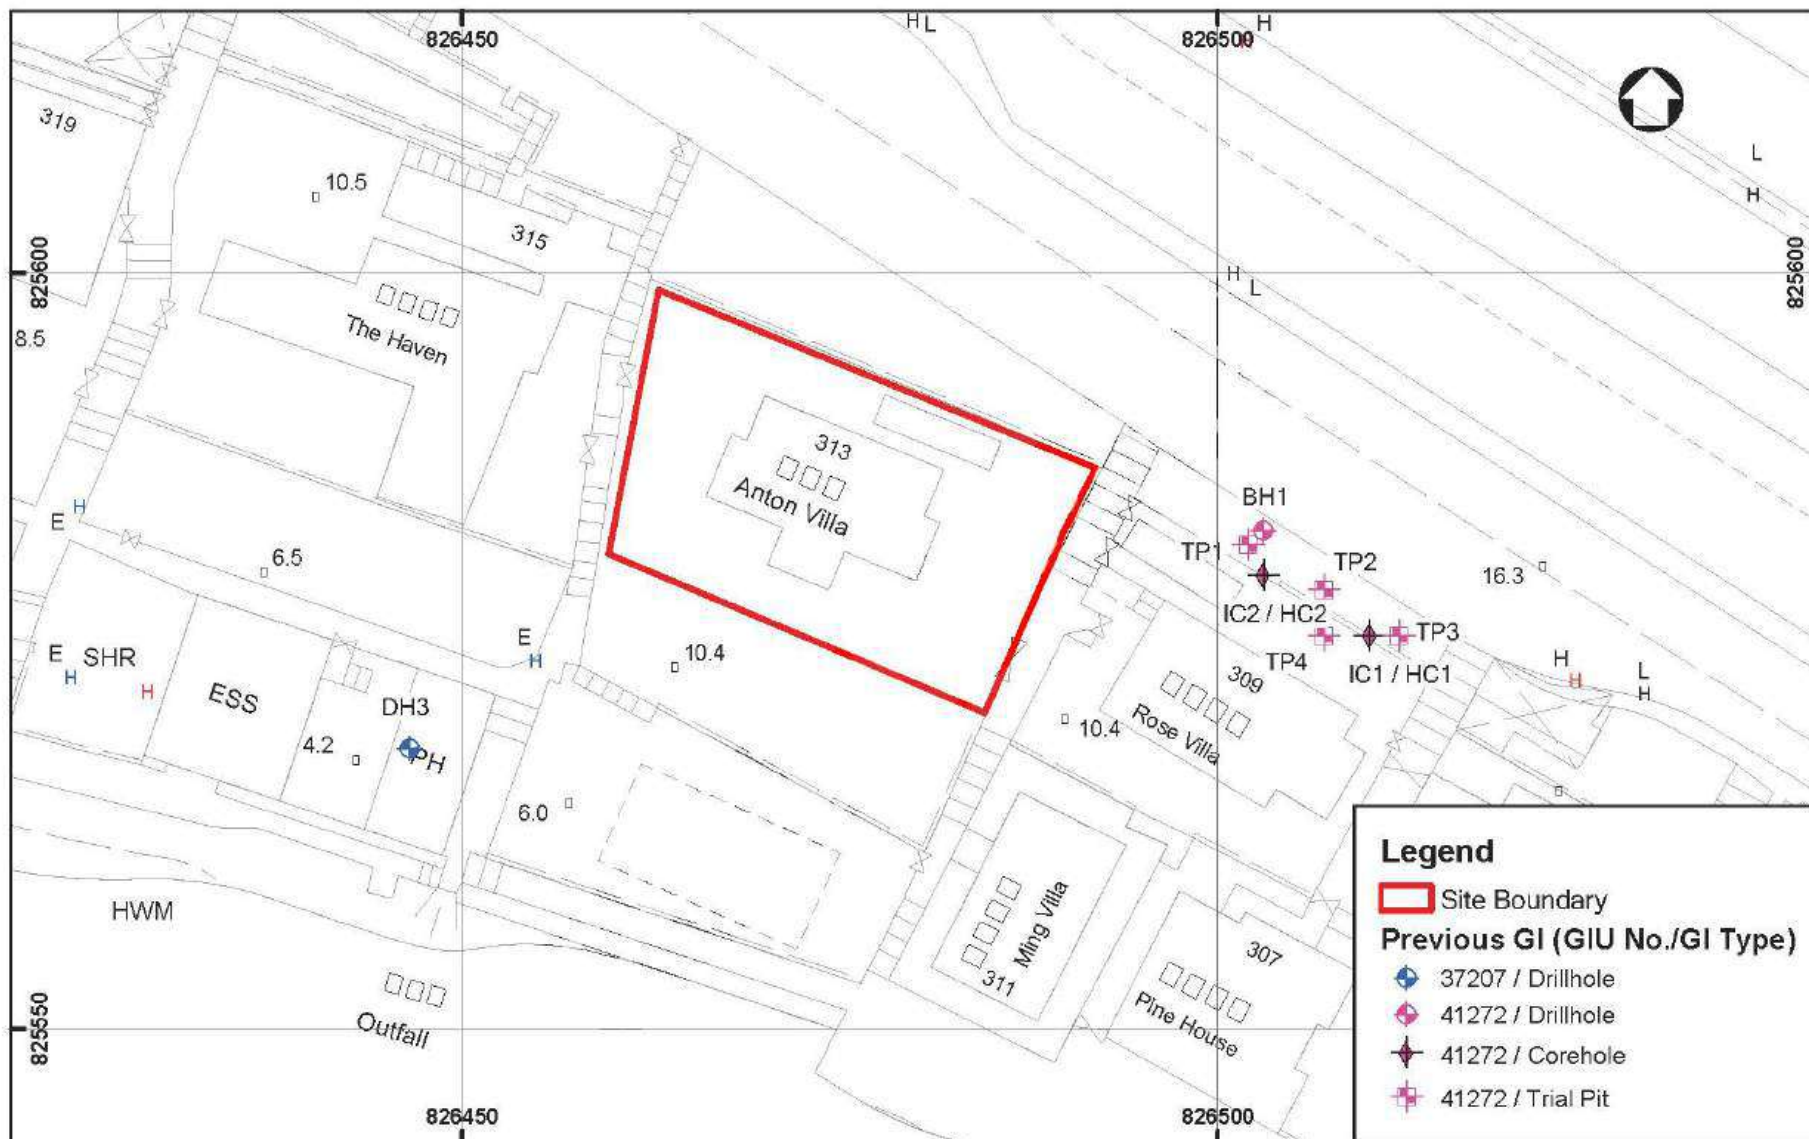 H L
826450
826500
H
H
319
L
H
10.5
315
825600
825600
H
L
8.5
The Haven
313
Anton Villa
BH1
H
E
TP1
TP2
16.3
6.5
IC2 / HC2
E
H
TP3
TP4
IC1 / HC1
10.4
E
SHR
H
H
ESS
DH3
309
H
H
L
H
Rose Villa
10.4
4.2
PH
6.0
HWM
Ming Villa
311
307
Pine House
Outfall
825550
826450
826500
Legend
Site Boundary
Previous GI (GIU No./GI Type)
37207 / Drillhole
41272 / Drillhole
41272 / Corehole
41272 / Trial Pit